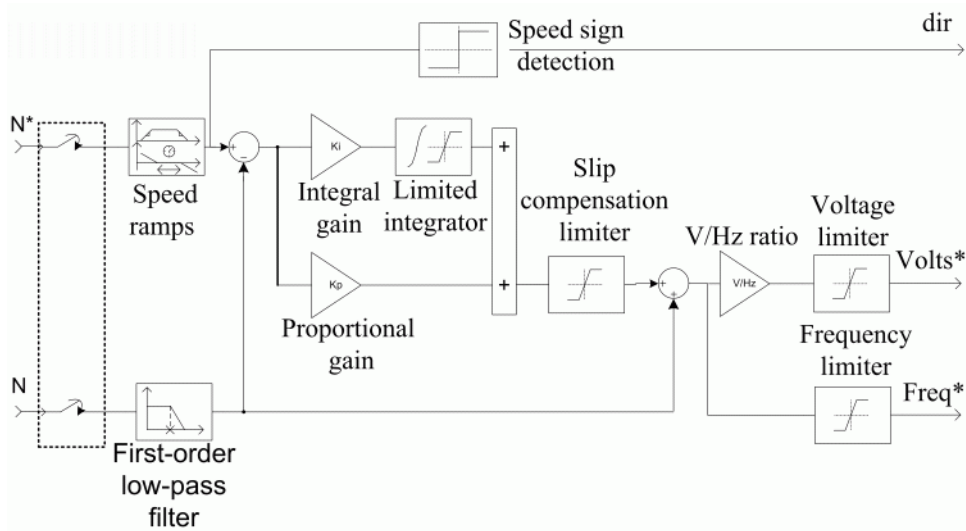 dir
Speed sign
detection
N*
Ki
Speed
ramps
Integral
gain
Limited
integrator
+
-
+
Slip
compensation
limiter
V/Hz ratio
Voltage
limiter
Volts*
Kp
+
+
+
V/Hz
Proportional
gain
Frequency
limiter
N
Freq*
First-order
low-pass
filter